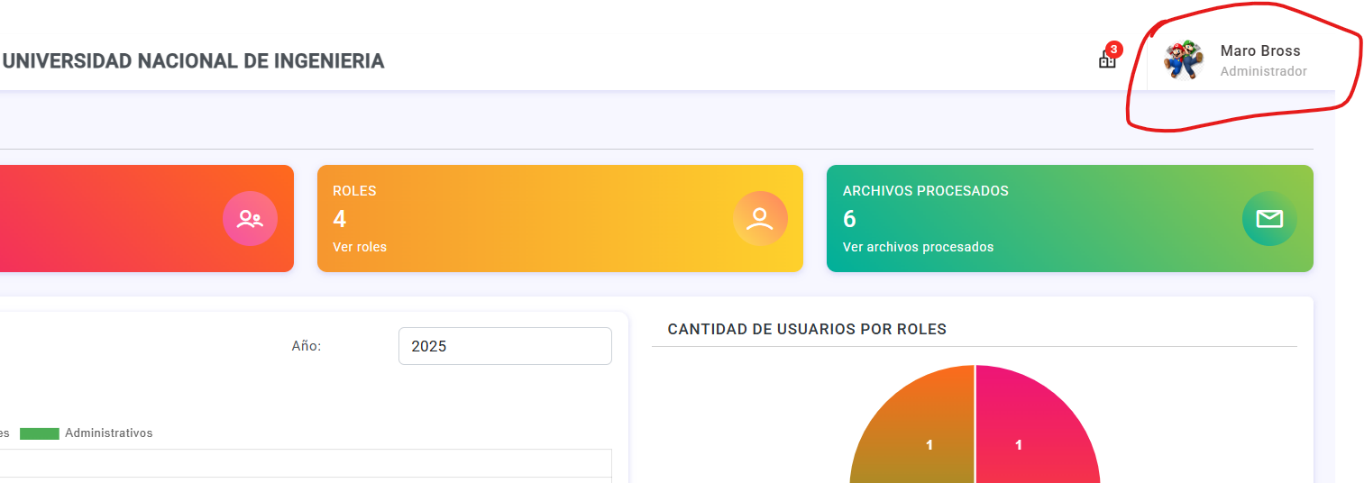 UNIVERSIDAD NACIONAL DE INGENIERIA
3
Maro Bross
Administrador
ROLES
4
Ver roles
ARCHIVOS PROCESADOS
6
Ver archivos procesados
Año:
2025
es
Administrativos
CANTIDAD DE USUARIOS POR ROLES
1
1